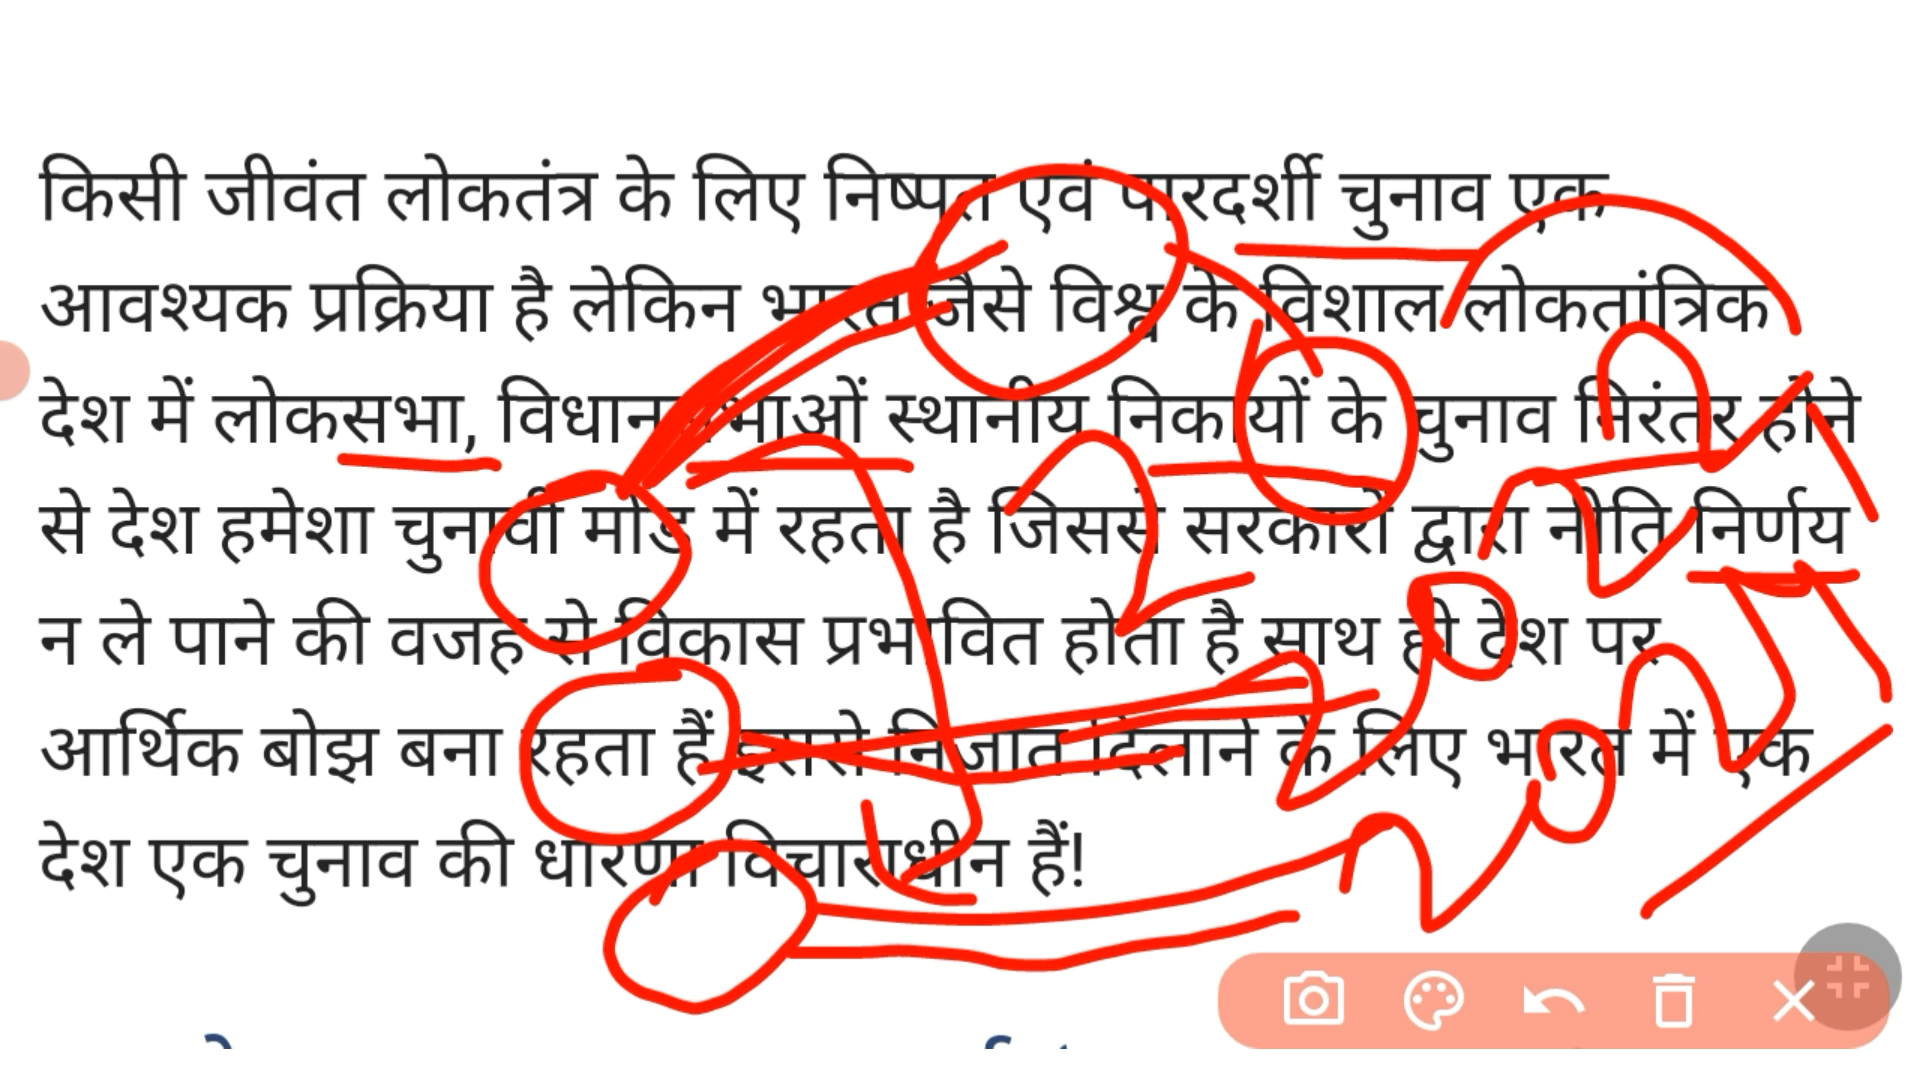 किसी जीवंत लोकतंत्र के लिए निष्पत एवं पारदर्शी चुनाव एक
आवश्यक प्रक्रिया है लेकिन भारत जैसे विश्व के विशाल लोकतांत्रिक
देश में लोकसभा, विधानसभाओं स्थानीय निकायों के चुनाव निरंतर होने
से देश हमेशा चुनावी मोड में रहता है जिससे सरकारों द्वारा नीति निर्णय
न ले पाने की वजह से विकास प्रभावित होता है साथ ही देश पर
आर्थिक बोझ बना रहता हैं इससे निजात दिलाने के लिए भारत में एक
देश एक चुनाव की धारणा विचाराधीन हैं!